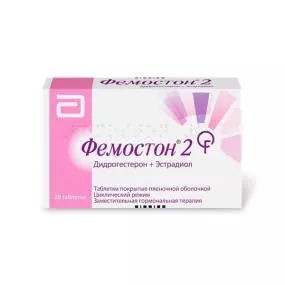 Фемостон® 2
Дидрогестерон + Эстрадиол
Таблетки покрытые пленочной оболочкой
Циклический режим
Заместительная гормональная терапия
28 таблеток